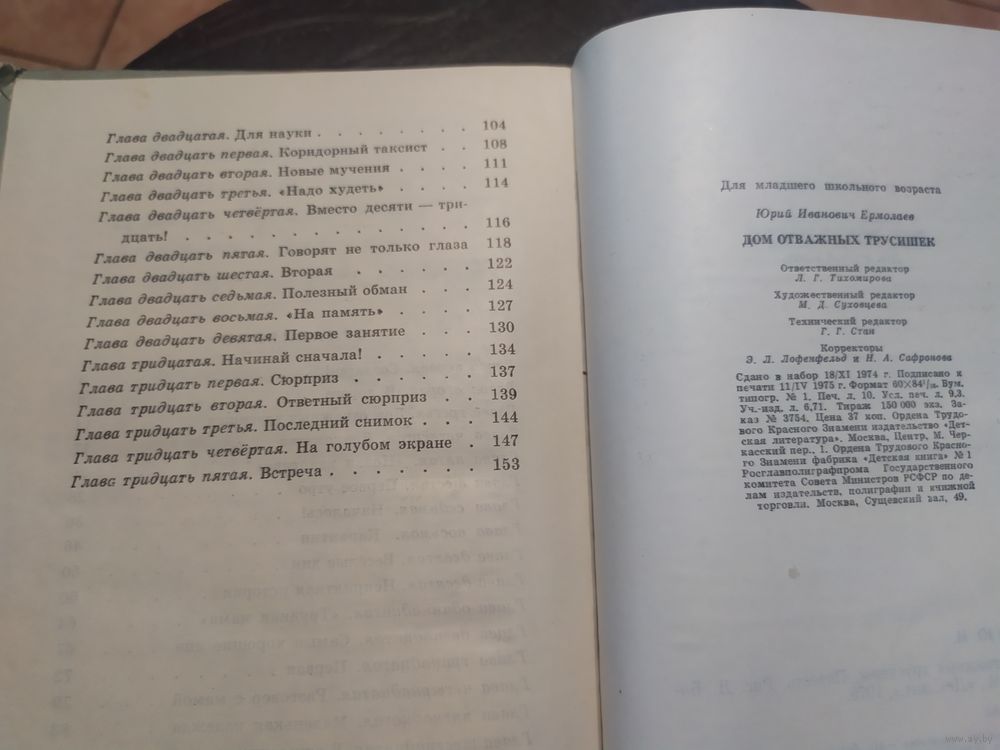 Глава двадцатая. Для науки . . . . . . . . 104
Глава двадцать первая. Коридорный таксист . . 108
Глава двадцать вторая. Новые мучения . . . . 111
Глава двадцать третья. «Надо худеть» . . . . 114
Глава двадцать четвёртая. Вместо десяти — три-
дцать! . . . . . . . . . . . . . 116
Глава двадцать пятая. Говорят не только глаза 118
Глава двадцать шестая. Вторая . . . . . . 122
Глава двадцать седьмая. Полезный обман . . . 124
Глава двадцать восьмая. «На память» . . . . 127
Глава двадцать девятая. Первое занятие . . . 130
Глава тридцатая. Начинай сначала! . . . . . 134
Глава тридцать первая. Сюрприз . . . . . . 137
Глава тридцать вторая. Ответный сюрприз . . . 139
Глава тридцать третья. Последний снимок . . . 144
Глава тридцать четвёртая. На голубом экране . 147
Глава тридцать пятая. Встреча . . . . . . . 153
Для младшего школьного возраста
Юрий Иванович Ермолаев
ДОМ ОТВАЖНЫХ ТРУСИШЕК
Ответственный редактор
Л. Г. Тихомирова
Художественный редактор
М. Д. Суховцева
Технический редактор
Г. Г. Стан
Корректоры
Э. Л. Лофенфельд и Н. А. Сафронова
Сдано в набор 18/XI 1974 г. Подписано к
печати 11/IV 1975 г. Формат 60×84¹/₁₆. Бум.
типогр. № 1. Печ. л. 10. Усл. печ. л. 9,3.
Уч.-изд. л. 6,71. Тираж 150 000 экз. За-
каз № 3754. Цена 37 коп. Ордена Трудо-
вого Красного Знамени издательство «Дет-
ская литература». Москва, Центр, М. Чер-
касский пер., 1. Ордена Трудового Красно-
го Знамени фабрика «Детская книга» № 1
Росглавполиграфпрома Государственного
комитета Совета Министров РСФСР по де-
лам издательств, полиграфии и книжной
торговли. Москва, Сущевский вал, 49.
www.ay.by